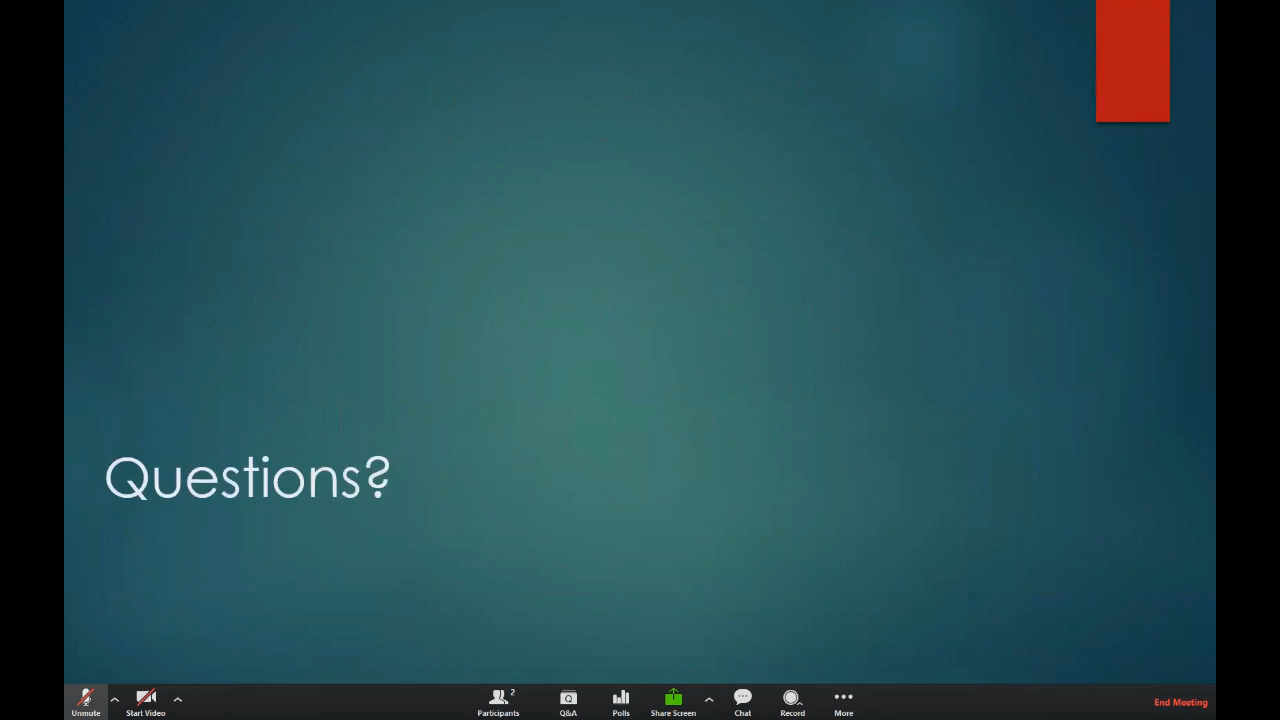 Questions?
Unmute
Start Video
2
Participants
Q
Q&A
Polls
Share Screen
Chat
Record
More
End Meeting